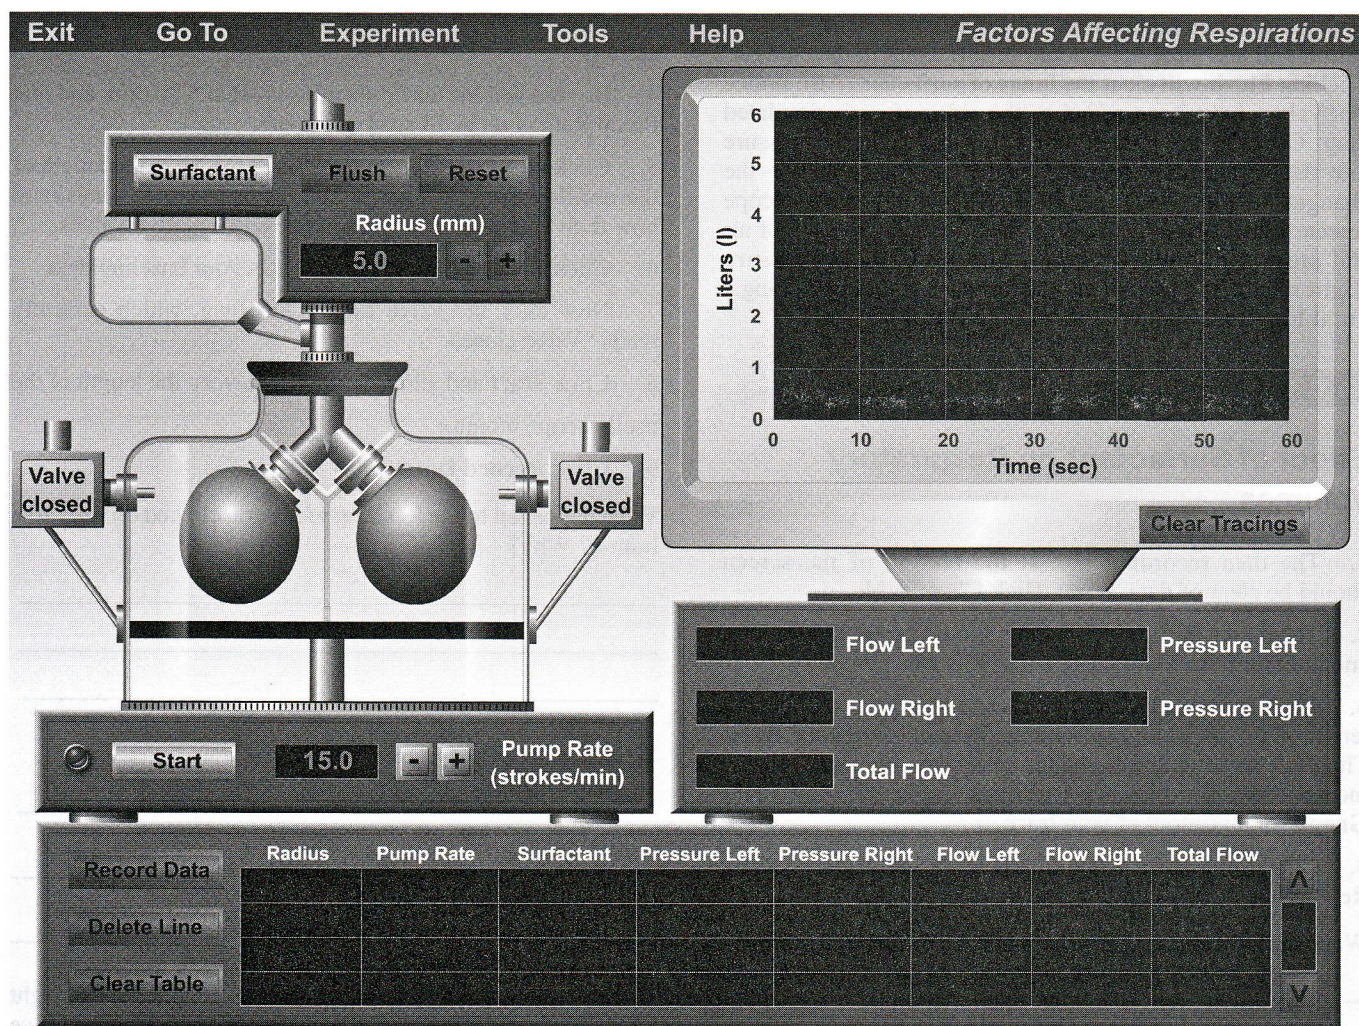 Exit Go To Experiment Tools Help Factors Affecting Respirations
Surfactant Flush Reset
Radius (mm)
5.0 - +
Valve
closed
Valve
closed
Start 15.0 - + Pump Rate
(strokes/min)
6
5
4
3
2
1
0
Liters (l)
0 10 20 30 40 50 60
Time (sec)
Clear Tracings
Flow Left Pressure Left
Flow Right Pressure Right
Total Flow
Record Data
Delete Line
Clear Table
Radius Pump Rate Surfactant Pressure Left Pressure Right Flow Left Flow Right Total Flow